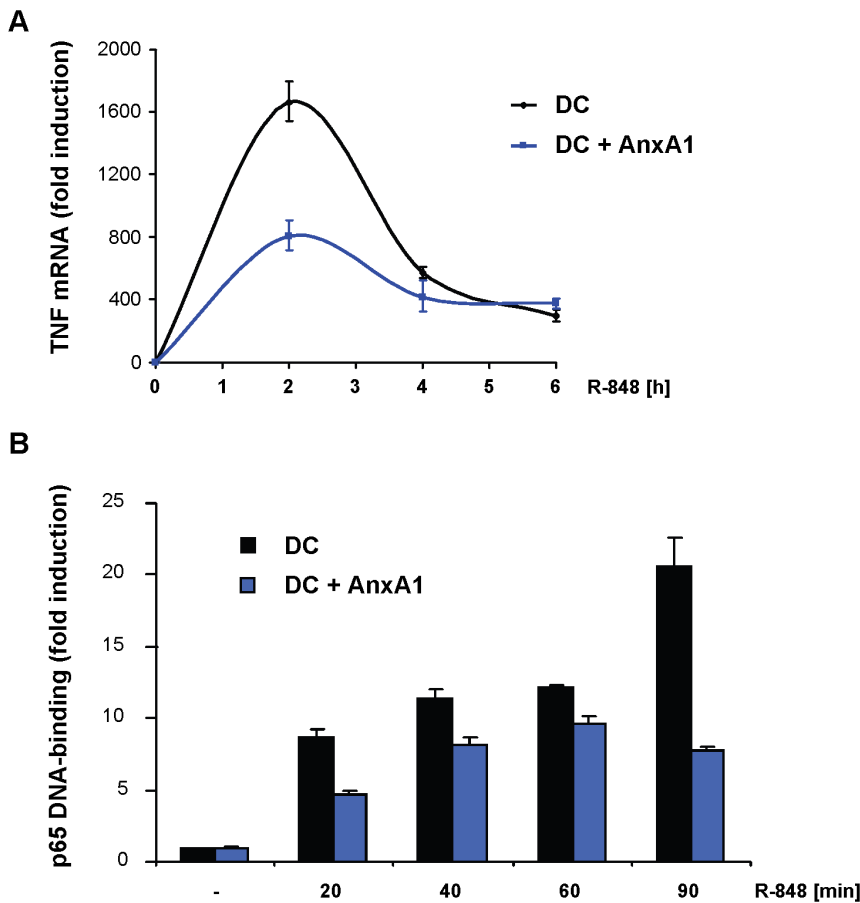 A
TNF mRNA (fold induction)
2000
1600
1200
800
400
0
DC
DC + AnxA1
0 1 2 3 4 5 6 R-848 [h]
B
p65 DNA-binding (fold induction)
25
20
15
10
5
0
DC
DC + AnxA1
- 20 40 60 90 R-848 [min]